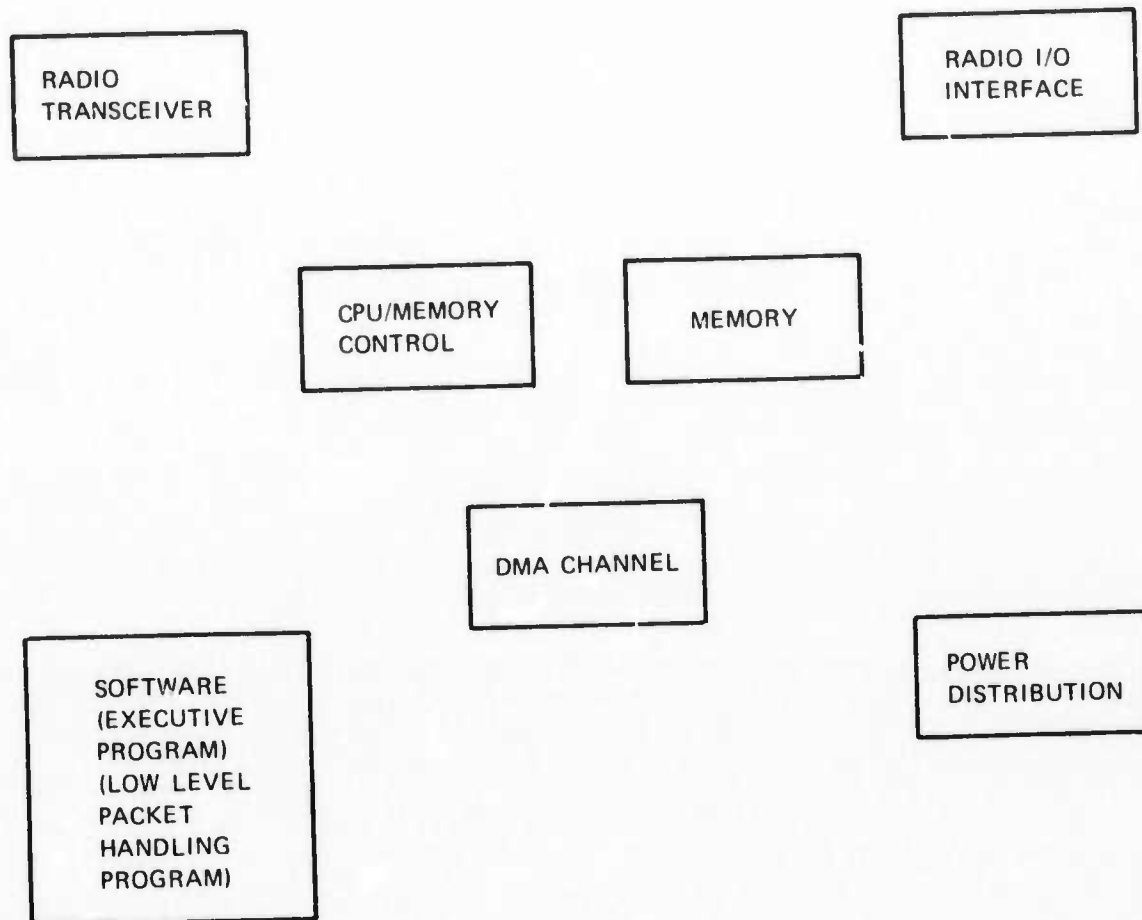 RADIO
TRANSCEIVER
RADIO I/O
INTERFACE
CPU/MEMORY
CONTROL
MEMORY
DMA CHANNEL
SOFTWARE
(EXECUTIVE
PROGRAM)
(LOW LEVEL
PACKET
HANDLING
PROGRAM)
POWER
DISTRIBUTION